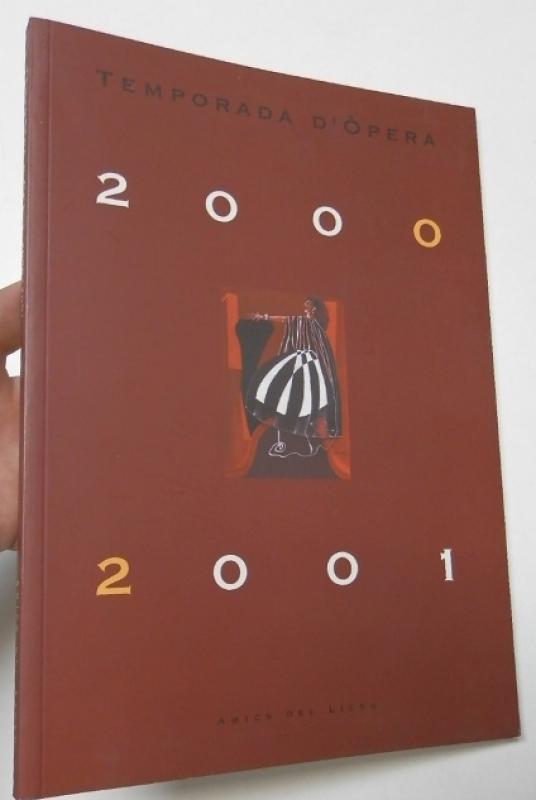 TEMPORADA D'ÒPERA
2000
2001
AMICS DEL LICEU